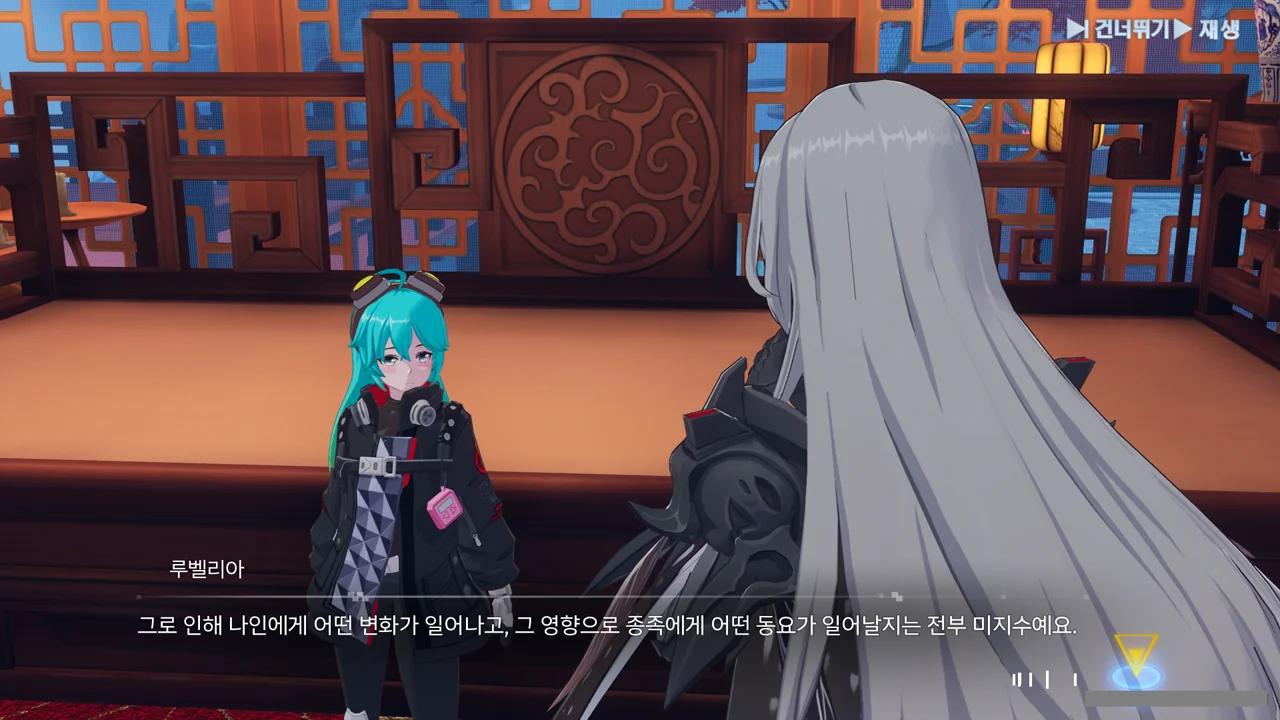 건너뛰기 재생
루벨리아
그로 인해 나인에게 어떤 변화가 일어나고, 그 영향으로 종족에게 어떤 동요가 일어날지는 전부 미지수예요.